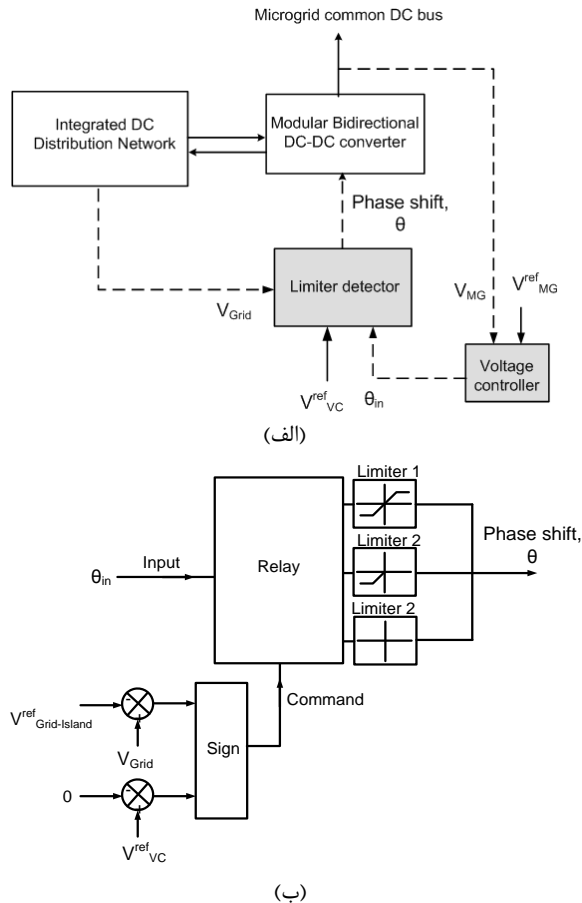 Microgrid common DC bus
Integrated DC
Distribution Network
Modular Bidirectional
DC-DC converter
Phase shift,
θ
Limiter detector
V_Grid
V_MG
V^ref_MG
Voltage
controller
V^ref_VC
θ_in
(الف)
Limiter 1
Limiter 2
Limiter 2
Phase shift,
θ
θ_in
Input
Relay
Command
V^ref_Grid-Island
-
V_Grid
Sign
0
-
V^ref_VC
(ب)